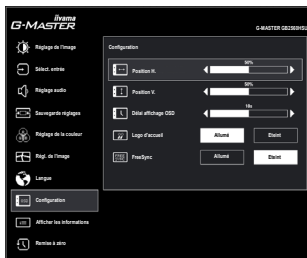 iiyama
G-MASTER
G-MASTER GB2560HSU
Réglage de l'image
Sélect. entrée
Réglage audio
Sauvegarde réglages
Réglage de la couleur
Régl. de l'image
Langue
Configuration
Afficher les informations
Remise à zéro
Configuration
Position H.
50%
Position V.
50%
Délai affichage OSD
10s
Logo d'accueil
Allumé
Eteint
FreeSync
Allumé
Eteint